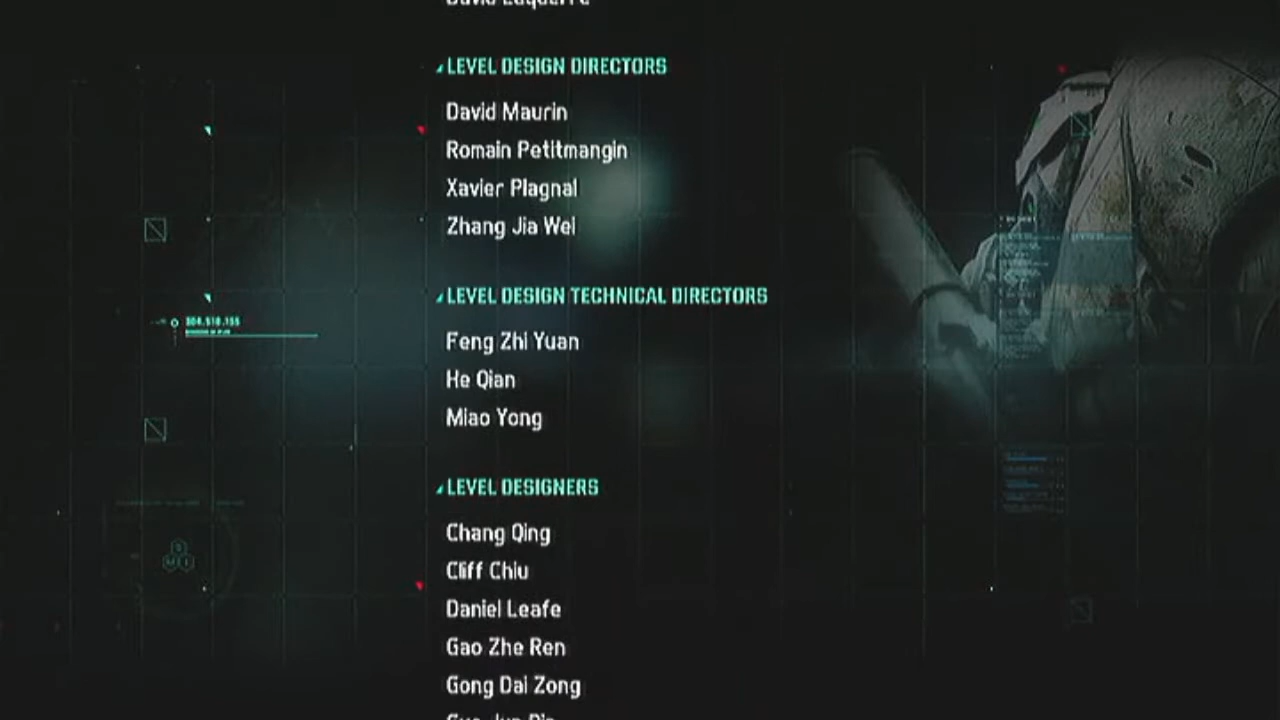 LEVEL DESIGN DIRECTORS
David Maurin
Romain Petitmangin
Xavier Plagnal
Zhang Jia Wei
LEVEL DESIGN TECHNICAL DIRECTORS
Feng Zhi Yuan
He Qian
Miao Yong
LEVEL DESIGNERS
Chang Qing
Cliff Chiu
Daniel Leafe
Gao Zhe Ren
Gong Dai Zong